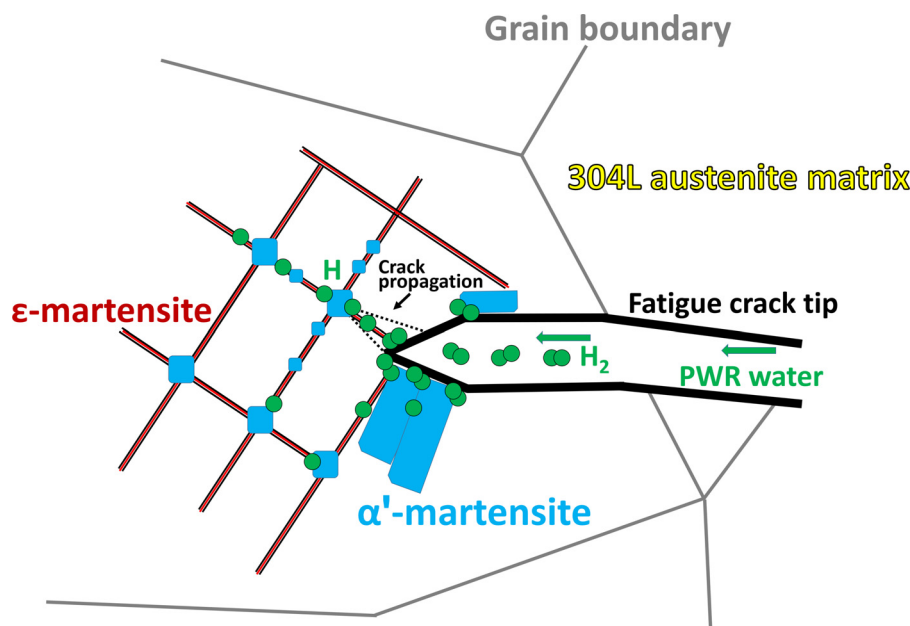 Grain boundary
304L austenite matrix
H
Crack
propagation
ε-martensite
Fatigue crack tip
H₂
PWR water
α'-martensite